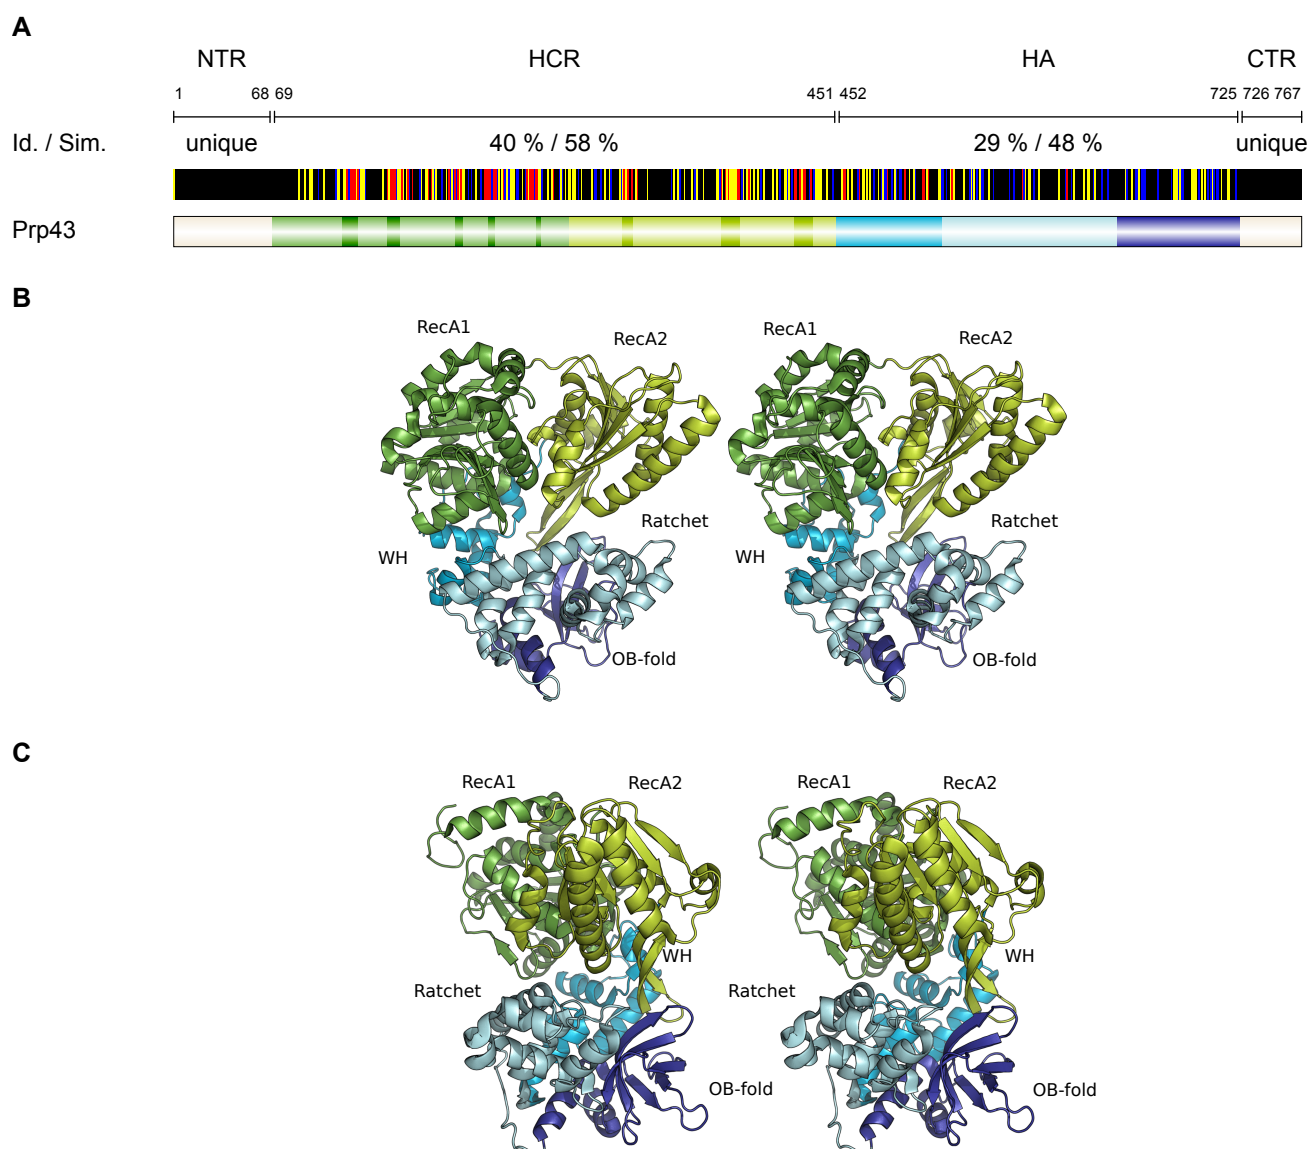 A
NTR HCR HA CTR
1 68 69 451 452 725 726 767
Id. / Sim. unique 40 % / 58 % 29 % / 48 % unique
Prp43
B
RecA1 RecA2 RecA1 RecA2
Ratchet Ratchet
WH WH
OB-fold OB-fold
C
RecA1 RecA2 RecA1 RecA2
WH WH
Ratchet Ratchet
OB-fold OB-fold